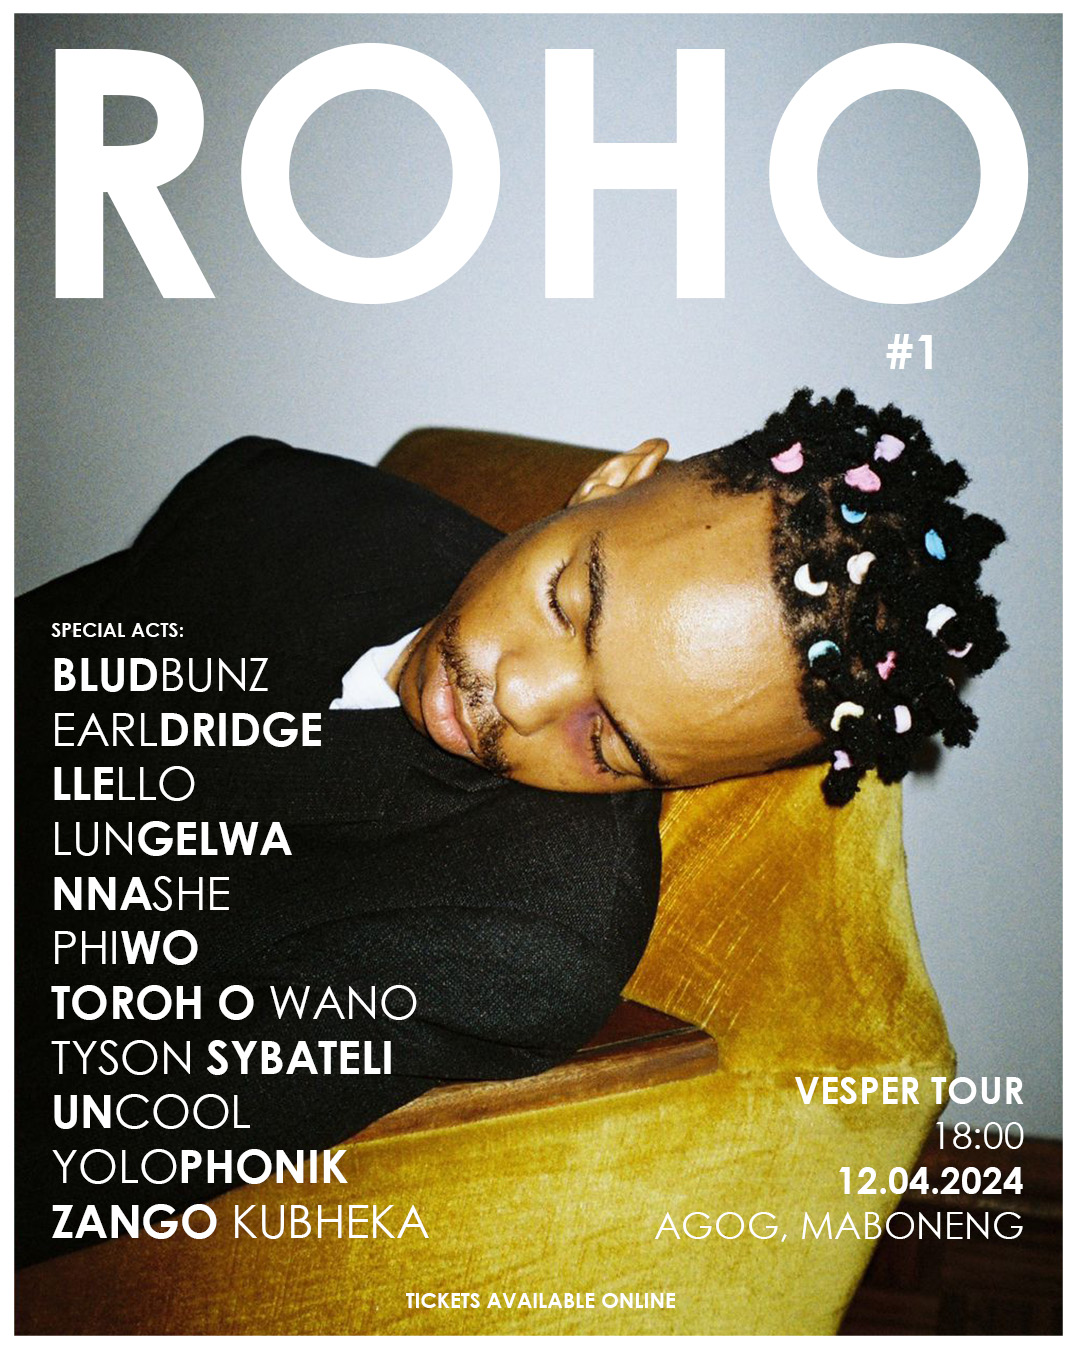 ROHO
#1
SPECIAL ACTS:
BLUDBUNZ
EARLDRIDGE
LLELLO
LUNGELWA
NNASHE
PHIWO
TOROH O WANO
TYSON SYBATELI
UNCOOL
YOLOPHONIK
ZANGO KUBHEKA
VESPER TOUR
18:00
12.04.2024
AGOG, MABONENG
TICKETS AVAILABLE ONLINE